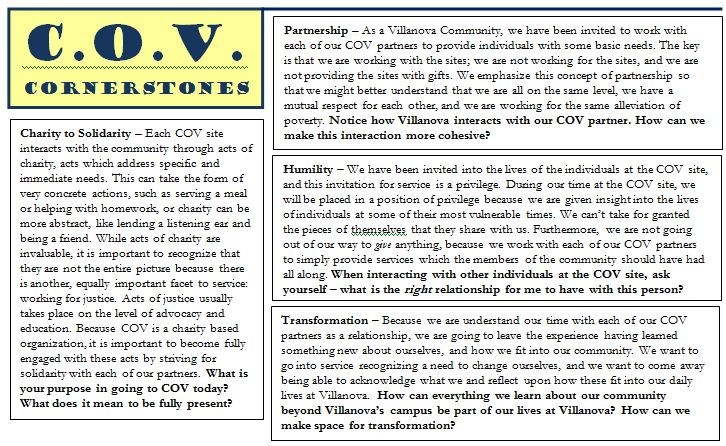 C.O.V.
CORNERSTONES
Charity to Solidarity – Each COV site
interacts with the community through acts of
charity, acts which address specific and
immediate needs. This can take the form of
very concrete actions, such as serving a meal
or helping with homework, or charity can be
more abstract, like lending a listening ear and
being a friend. While acts of charity are
invaluable, it is important to recognize that
they are not the entire picture because there
is another, equally important facet to service:
working for justice. Acts of justice usually
takes place on the level of advocacy and
education. Because COV is a charity based
organization, it is important to become fully
engaged with these acts by striving for
solidarity with each of our partners. What is
your purpose in going to COV today?
What does it mean to be fully present?
Partnership – As a Villanova Community, we have been invited to work with
each of our COV partners to provide individuals with some basic needs. The key
is that we are working with the sites; we are not working for the sites, and we are
not providing the sites with gifts. We emphasize this concept of partnership so
that we might better understand that we are all on the same level, we have a
mutual respect for each other, and we are working for the same alleviation of
poverty. Notice how Villanova interacts with our COV partner. How can we
make this interaction more cohesive?
Humility – We have been invited into the lives of the individuals at the COV site,
and this invitation for service is a privilege. During our time at the COV site, we
will be placed in a position of privilege because we are given insight into the lives
of individuals at some of their most vulnerable times. We can't take for granted
the pieces of themselves that they share with us. Furthermore, we are not going
out of our way to give anything, because we work with each of our COV partners
to simply provide services which the members of the community should have had
all along. When interacting with other individuals at the COV site, ask
yourself – what is the right relationship for me to have with this person?
Transformation – Because we are understand our time with each of our COV
partners as a relationship, we are going to leave the experience having learned
something new about ourselves, and how we fit into our community. We want to
go into service recognizing a need to change ourselves, and we want to come away
being able to acknowledge what we and reflect upon how these fit into our daily
lives at Villanova. How can everything we learn about our community
beyond Villanova's campus be part of our lives at Villanova? How can we
make space for transformation?